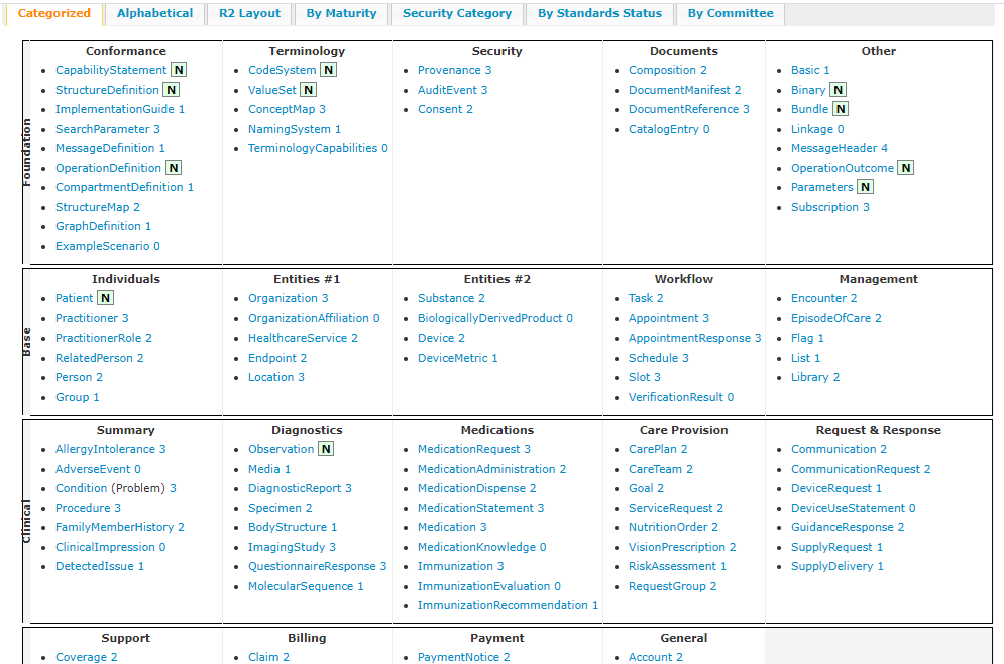 Categorized Alphabetical R2 Layout By Maturity Security Category By Standards Status By Committee
Foundation
Conformance
CapabilityStatement N
StructureDefinition N
ImplementationGuide 1
SearchParameter 3
MessageDefinition 1
OperationDefinition N
CompartmentDefinition 1
StructureMap 2
GraphDefinition 1
ExampleScenario 0
Terminology
CodeSystem N
ValueSet N
ConceptMap 3
NamingSystem 1
TerminologyCapabilities 0
Security
Provenance 3
AuditEvent 3
Consent 2
Documents
Composition 2
DocumentManifest 2
DocumentReference 3
CatalogEntry 0
Other
Basic 1
Binary N
Bundle N
Linkage 0
MessageHeader 4
OperationOutcome N
Parameters N
Subscription 3
Base
Individuals
Patient N
Practitioner 3
PractitionerRole 2
RelatedPerson 2
Person 2
Group 1
Entities #1
Organization 3
OrganizationAffiliation 0
HealthcareService 2
Endpoint 2
Location 3
Entities #2
Substance 2
BiologicallyDerivedProduct 0
Device 2
DeviceMetric 1
Workflow
Task 2
Appointment 3
AppointmentResponse 3
Schedule 3
Slot 3
VerificationResult 0
Management
Encounter 2
EpisodeOfCare 2
Flag 1
List 1
Library 2
Clinical
Summary
AllergyIntolerance 3
AdverseEvent 0
Condition (Problem) 3
Procedure 3
FamilyMemberHistory 2
ClinicalImpression 0
DetectedIssue 1
Diagnostics
Observation N
Media 1
DiagnosticReport 3
Specimen 2
BodyStructure 1
ImagingStudy 3
QuestionnaireResponse 3
MolecularSequence 1
Medications
MedicationRequest 3
MedicationAdministration 2
MedicationDispense 2
MedicationStatement 3
Medication 3
MedicationKnowledge 0
Immunization 3
ImmunizationEvaluation 0
ImmunizationRecommendation 1
Care Provision
CarePlan 2
CareTeam 2
Goal 2
ServiceRequest 2
NutritionOrder 2
VisionPrescription 2
RiskAssessment 1
RequestGroup 2
Request & Response
Communication 2
CommunicationRequest 2
DeviceRequest 1
DeviceUseStatement 0
GuidanceResponse 2
SupplyRequest 1
SupplyDelivery 1
Support
Coverage 2
Billing
Claim 2
Payment
PaymentNotice 2
General
Account 2